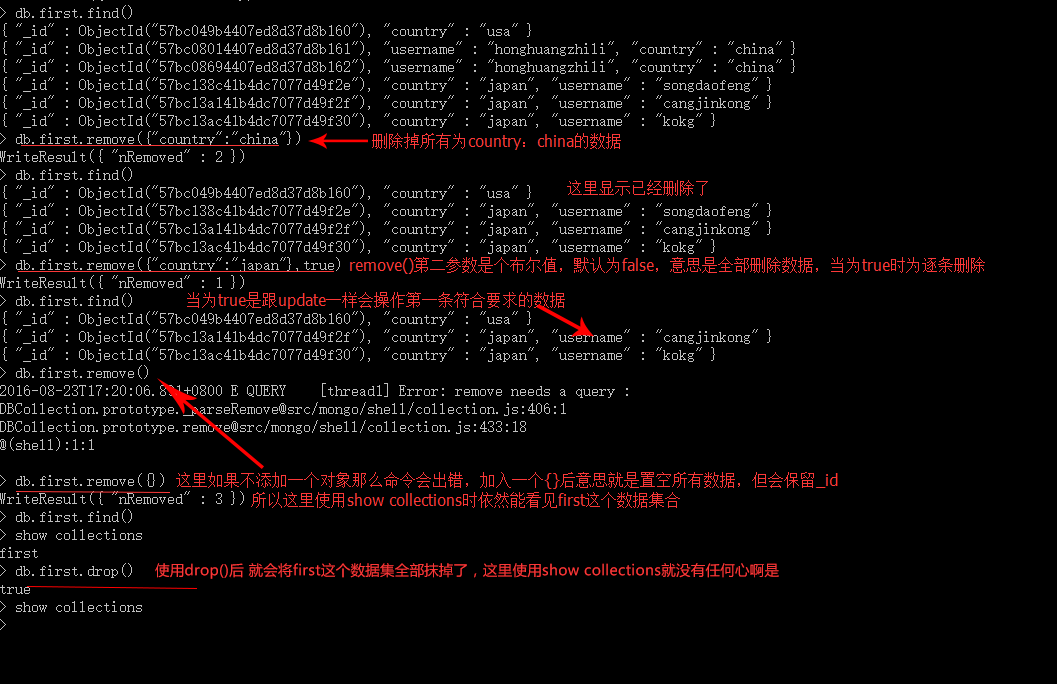 > db.first.find()
{ "_id" : ObjectId("57bc049b4407ed8d37d8b160"), "country" : "usa" }
{ "_id" : ObjectId("57bc08014407ed8d37d8b161"), "username" : "honghuangzhili", "country" : "china" }
{ "_id" : ObjectId("57bc08694407ed8d37d8b162"), "username" : "honghuangzhili", "country" : "china" }
{ "_id" : ObjectId("57bc138c41b4dc7077d49f2e"), "country" : "japan", "username" : "songdaofeng" }
{ "_id" : ObjectId("57bc13a141b4dc7077d49f2f"), "country" : "japan", "username" : "cangjinkong" }
{ "_id" : ObjectId("57bc13ac41b4dc7077d49f30"), "country" : "japan", "username" : "kokg" }
> db.first.remove({"country":"china"}) 删除掉所有为country：china的数据
WriteResult({ "nRemoved" : 2 })
> db.first.find()
{ "_id" : ObjectId("57bc049b4407ed8d37d8b160"), "country" : "usa" } 这里显示已经删除了
{ "_id" : ObjectId("57bc138c41b4dc7077d49f2e"), "country" : "japan", "username" : "songdaofeng" }
{ "_id" : ObjectId("57bc13a141b4dc7077d49f2f"), "country" : "japan", "username" : "cangjinkong" }
{ "_id" : ObjectId("57bc13ac41b4dc7077d49f30"), "country" : "japan", "username" : "kokg" }
> db.first.remove({"country":"japan"},true) remove()第二参数是个布尔值，默认为false，意思是全部删除数据，当为true时为逐条删除
WriteResult({ "nRemoved" : 1 })
> db.first.find() 当为true是跟update一样会操作第一条符合要求的数据
{ "_id" : ObjectId("57bc049b4407ed8d37d8b160"), "country" : "usa" }
{ "_id" : ObjectId("57bc13a141b4dc7077d49f2f"), "country" : "japan", "username" : "cangjinkong" }
{ "_id" : ObjectId("57bc13ac41b4dc7077d49f30"), "country" : "japan", "username" : "kokg" }
> db.first.remove()
2016-08-23T17:20:06.891+0800 E QUERY [thread1] Error: remove needs a query :
DBCollection.prototype._parseRemove@src/mongo/shell/collection.js:406:1
DBCollection.prototype.remove@src/mongo/shell/collection.js:433:18
@(shell):1:1
> db.first.remove({}) 这里如果不添加一个对象那么命令会出错，加入一个{}后意思就是置空所有数据，但会保留_id
WriteResult({ "nRemoved" : 3 }) 所以这里使用show collections时依然能看见first这个数据集合
> db.first.find()
> show collections
first
> db.first.drop() 使用drop()后 就会将first这个数据集全部抹掉了，这里使用show collections就没有任何心啊是
true
> show collections
>